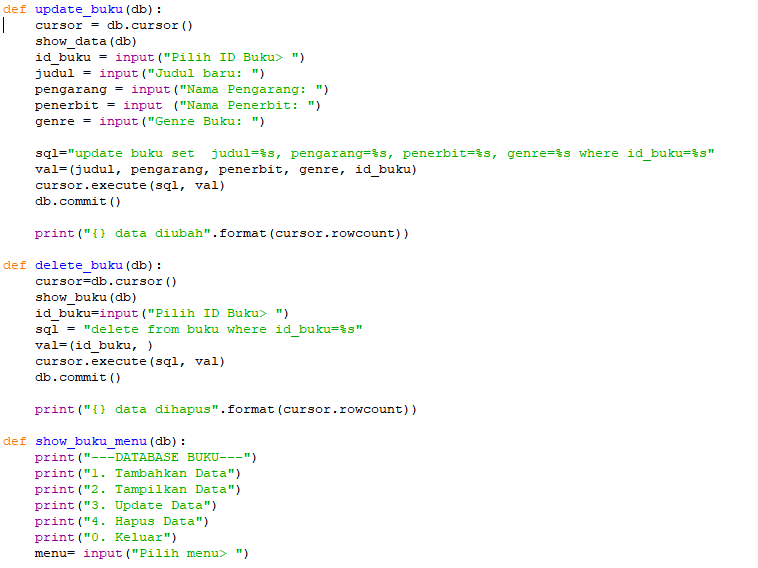 def update_buku(db):
    cursor = db.cursor()
    show_data(db)
    id_buku = input("Pilih ID Buku> ")
    judul = input("Judul baru: ")
    pengarang = input("Nama Pengarang: ")
    penerbit = input ("Nama Penerbit: ")
    genre = input("Genre Buku: ")

    sql="update buku set  judul=%s, pengarang=%s, penerbit=%s, genre=%s where id_buku=%s"
    val=(judul, pengarang, penerbit, genre, id_buku)
    cursor.execute(sql, val)
    db.commit()

    print("{} data diubah".format(cursor.rowcount))

def delete_buku(db):
    cursor=db.cursor()
    show_buku(db)
    id_buku=input("Pilih ID Buku> ")
    sql = "delete from buku where id_buku=%s"
    val=(id_buku, )
    cursor.execute(sql, val)
    db.commit()

    print("{} data dihapus".format(cursor.rowcount))

def show_buku_menu(db):
    print("---DATABASE BUKU---")
    print("1. Tambahkan Data")
    print("2. Tampilkan Data")
    print("3. Update Data")
    print("4. Hapus Data")
    print("0. Keluar")
    menu= input("Pilih menu> ")